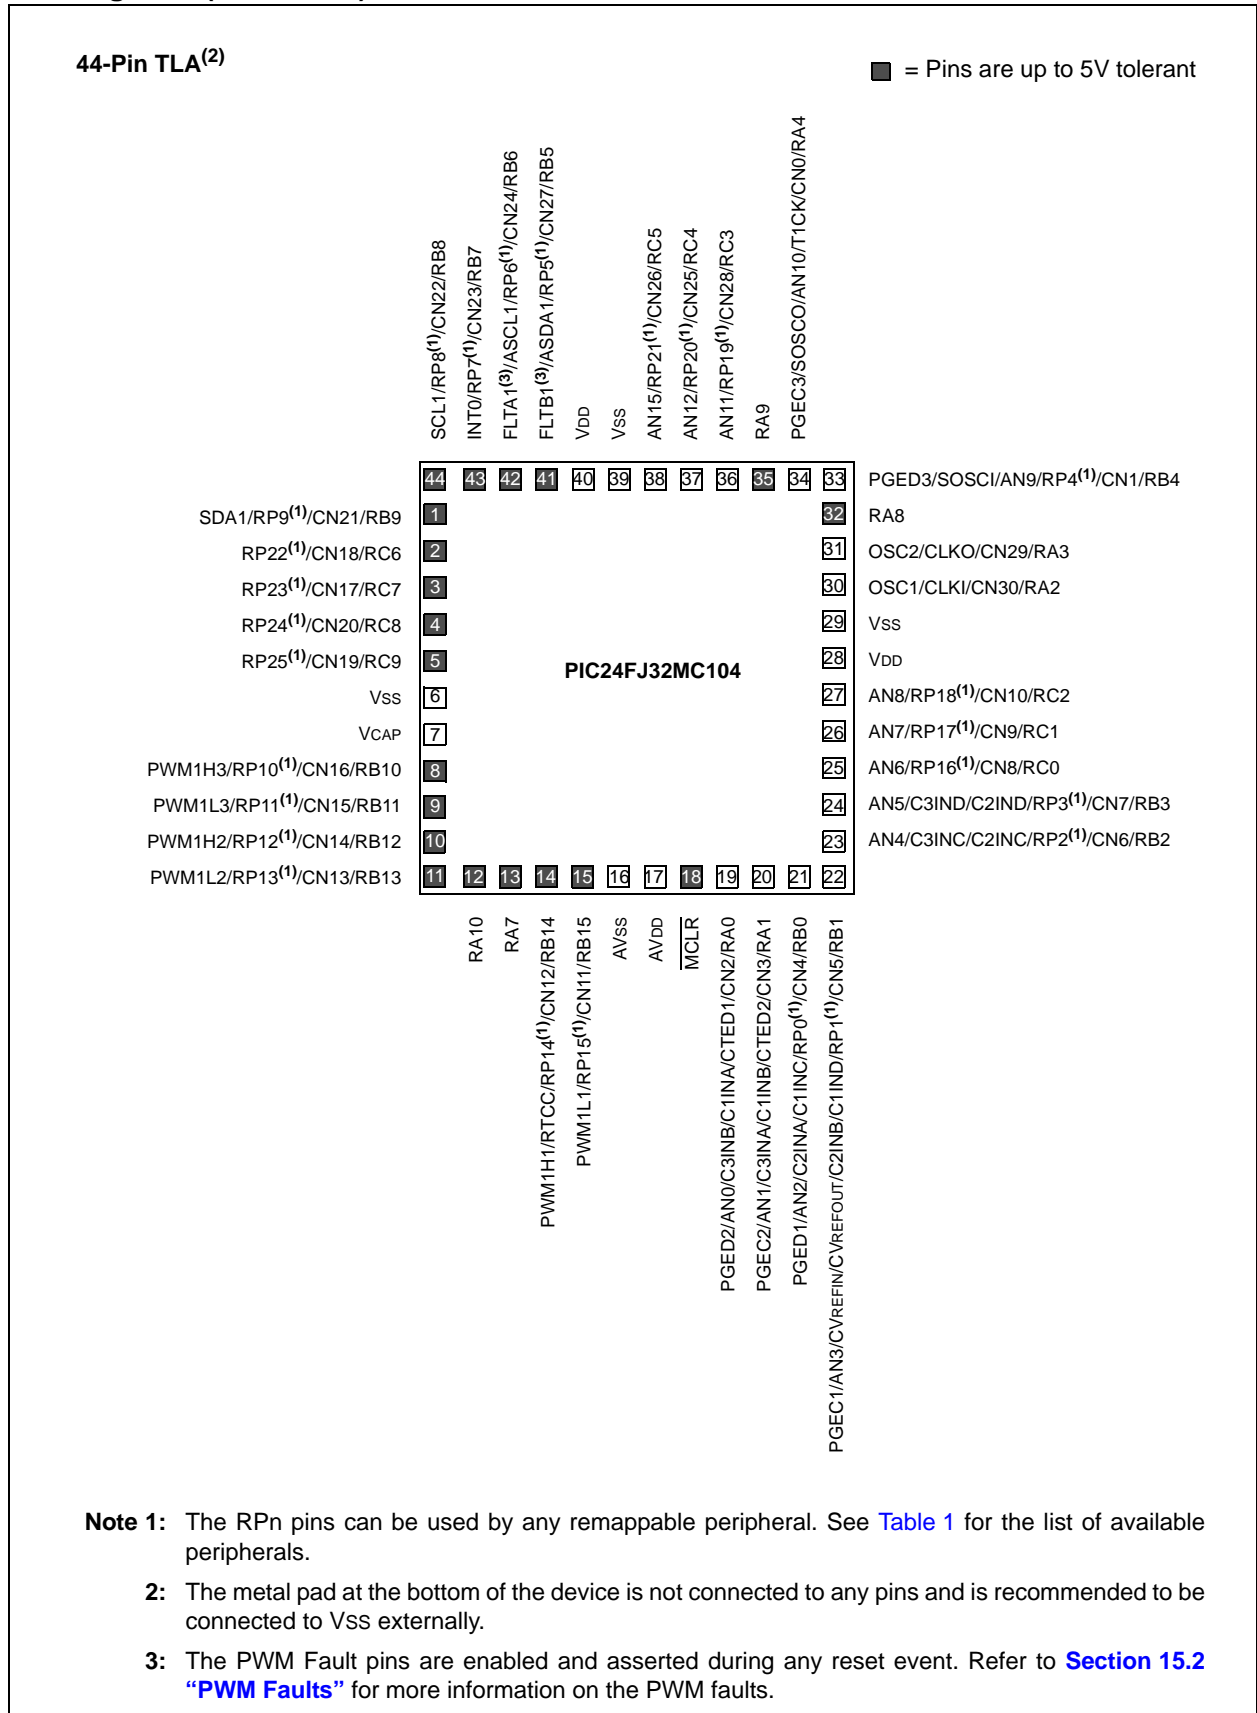 44-Pin TLA(2)
= Pins are up to 5V tolerant
SCL1/RP8(1)/CN22/RB8
INT0/RP7(1)/CN23/RB7
FLTA1(3)/ASCL1/RP6(1)/CN24/RB6
FLTB1(3)/ASDA1/RP5(1)/CN27/RB5
VDD
VSS
AN15/RP21(1)/CN26/RC5
AN12/RP20(1)/CN25/RC4
AN11/RP19(1)/CN28/RC3
RA9
PGEC3/SOSCO/AN10/T1CK/CN0/RA4
44 43 42 41 40 39 38 37 36 35 34 33 PGED3/SOSCI/AN9/RP4(1)/CN1/RB4
SDA1/RP9(1)/CN21/RB9 1 32 RA8
RP22(1)/CN18/RC6 2 31 OSC2/CLKO/CN29/RA3
RP23(1)/CN17/RC7 3 30 OSC1/CLKI/CN30/RA2
RP24(1)/CN20/RC8 4 29 VSS
RP25(1)/CN19/RC9 5 PIC24FJ32MC104 28 VDD
VSS 6 27 AN8/RP18(1)/CN10/RC2
VCAP 7 26 AN7/RP17(1)/CN9/RC1
PWM1H3/RP10(1)/CN16/RB10 8 25 AN6/RP16(1)/CN8/RC0
PWM1L3/RP11(1)/CN15/RB11 9 24 AN5/C3IND/C2IND/RP3(1)/CN7/RB3
PWM1H2/RP12(1)/CN14/RB12 10 23 AN4/C3INC/C2INC/RP2(1)/CN6/RB2
PWM1L2/RP13(1)/CN13/RB13 11 12 13 14 15 16 17 18 19 20 21 22
RA10
RA7
PWM1H1/RTCC/RP14(1)/CN12/RB14
PWM1L1/RP15(1)/CN11/RB15
AVSS
AVDD
MCLR
PGED2/AN0/C3INB/C1INA/CTED1/CN2/RA0
PGEC2/AN1/C3INA/C1INB/CTED2/CN3/RA1
PGED1/AN2/C2INA/C1INC/RP0(1)/CN4/RB0
PGEC1/AN3/CVREFIN/CVREFOUT/C2INB/C1IND/RP1(1)/CN5/RB1
Note 1: The RPn pins can be used by any remappable peripheral. See Table 1 for the list of available
peripherals.
2: The metal pad at the bottom of the device is not connected to any pins and is recommended to be
connected to VSS externally.
3: The PWM Fault pins are enabled and asserted during any reset event. Refer to Section 15.2
“PWM Faults” for more information on the PWM faults.